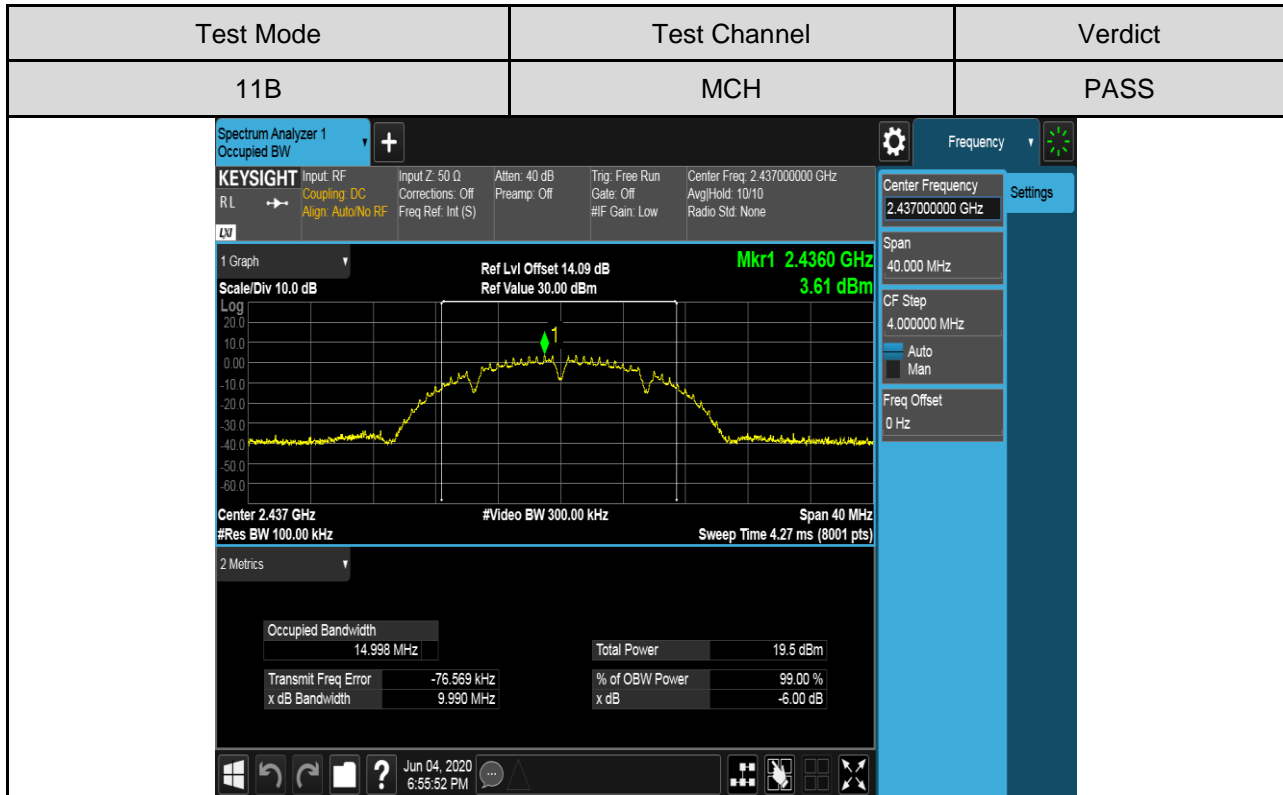 Test Mode Test Channel Verdict
11B MCH PASS
Spectrum Analyzer 1
Occupied BW
+
Frequency
KEYSIGHT Input: RF Input Z: 50 Ω Atten: 40 dB Trig: Free Run Center Freq: 2.437000000 GHz
RL Coupling: DC Corrections: Off Preamp: Off Gate: Off Avg|Hold: 10/10
Align: Auto/No RF Freq Ref: Int (S) #IF Gain: Low Radio Std: None
LXI
Center Frequency
2.437000000 GHz
Settings
Span
40.000 MHz
CF Step
4.000000 MHz
Auto
Man
Freq Offset
0 Hz
1 Graph Ref Lvl Offset 14.09 dB Mkr1 2.4360 GHz
Scale/Div 10.0 dB Ref Value 30.00 dBm 3.61 dBm
Log
20.0
10.0
0.00
-10.0
-20.0
-30.0
-40.0
-50.0
-60.0
1
Center 2.437 GHz #Video BW 300.00 kHz Span 40 MHz
#Res BW 100.00 kHz Sweep Time 4.27 ms (8001 pts)
2 Metrics
Occupied Bandwidth
14.998 MHz Total Power 19.5 dBm
Transmit Freq Error -76.569 kHz % of OBW Power 99.00 %
x dB Bandwidth 9.990 MHz x dB -6.00 dB
? Jun 04, 2020
6:55:52 PM